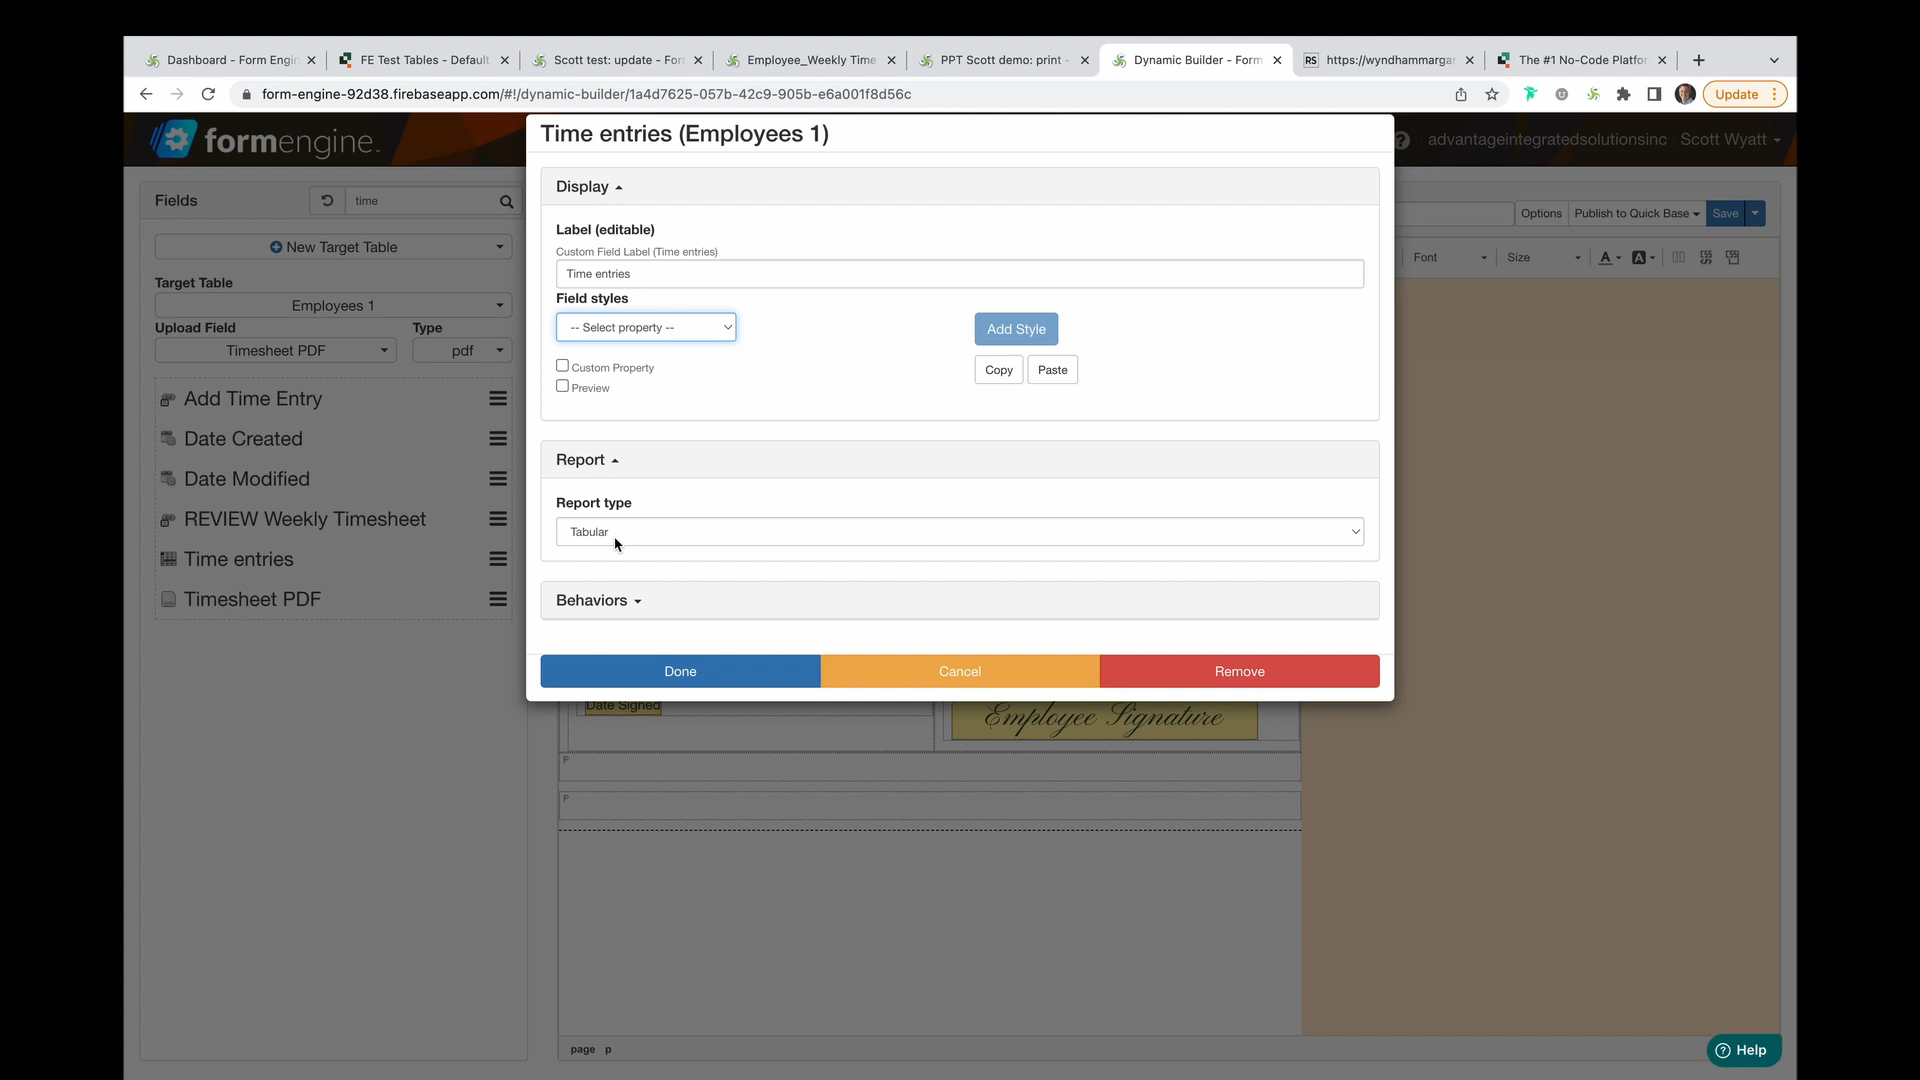 Dashboard - Form Engin
FE Test Tables - Default
Scott test: update - For
Employee_Weekly Time
PPT Scott demo: print -
Dynamic Builder - Form
RS https://wyndhammargar
The #1 No-Code Platfor
form-engine-92d38.firebaseapp.com/#!/dynamic-builder/1a4d7625-057b-42c9-905b-e6a001f8d56c
Update
formengine.
advantageintegratedsolutionsinc
Scott Wyatt
Fields
time
New Target Table
Target Table
Employees 1
Upload Field
Type
Timesheet PDF
pdf
Add Time Entry
Date Created
Date Modified
REVIEW Weekly Timesheet
Time entries
Timesheet PDF
Time entries (Employees 1)
Display
Label (editable)
Custom Field Label (Time entries)
Time entries
Field styles
-- Select property --
Add Style
Custom Property
Preview
Copy
Paste
Report
Report type
Tabular
Behaviors
Done
Cancel
Remove
Options
Publish to Quick Base
Save
Font
Size
A
A
Date Signed
Employee Signature
P
P
page p
Help